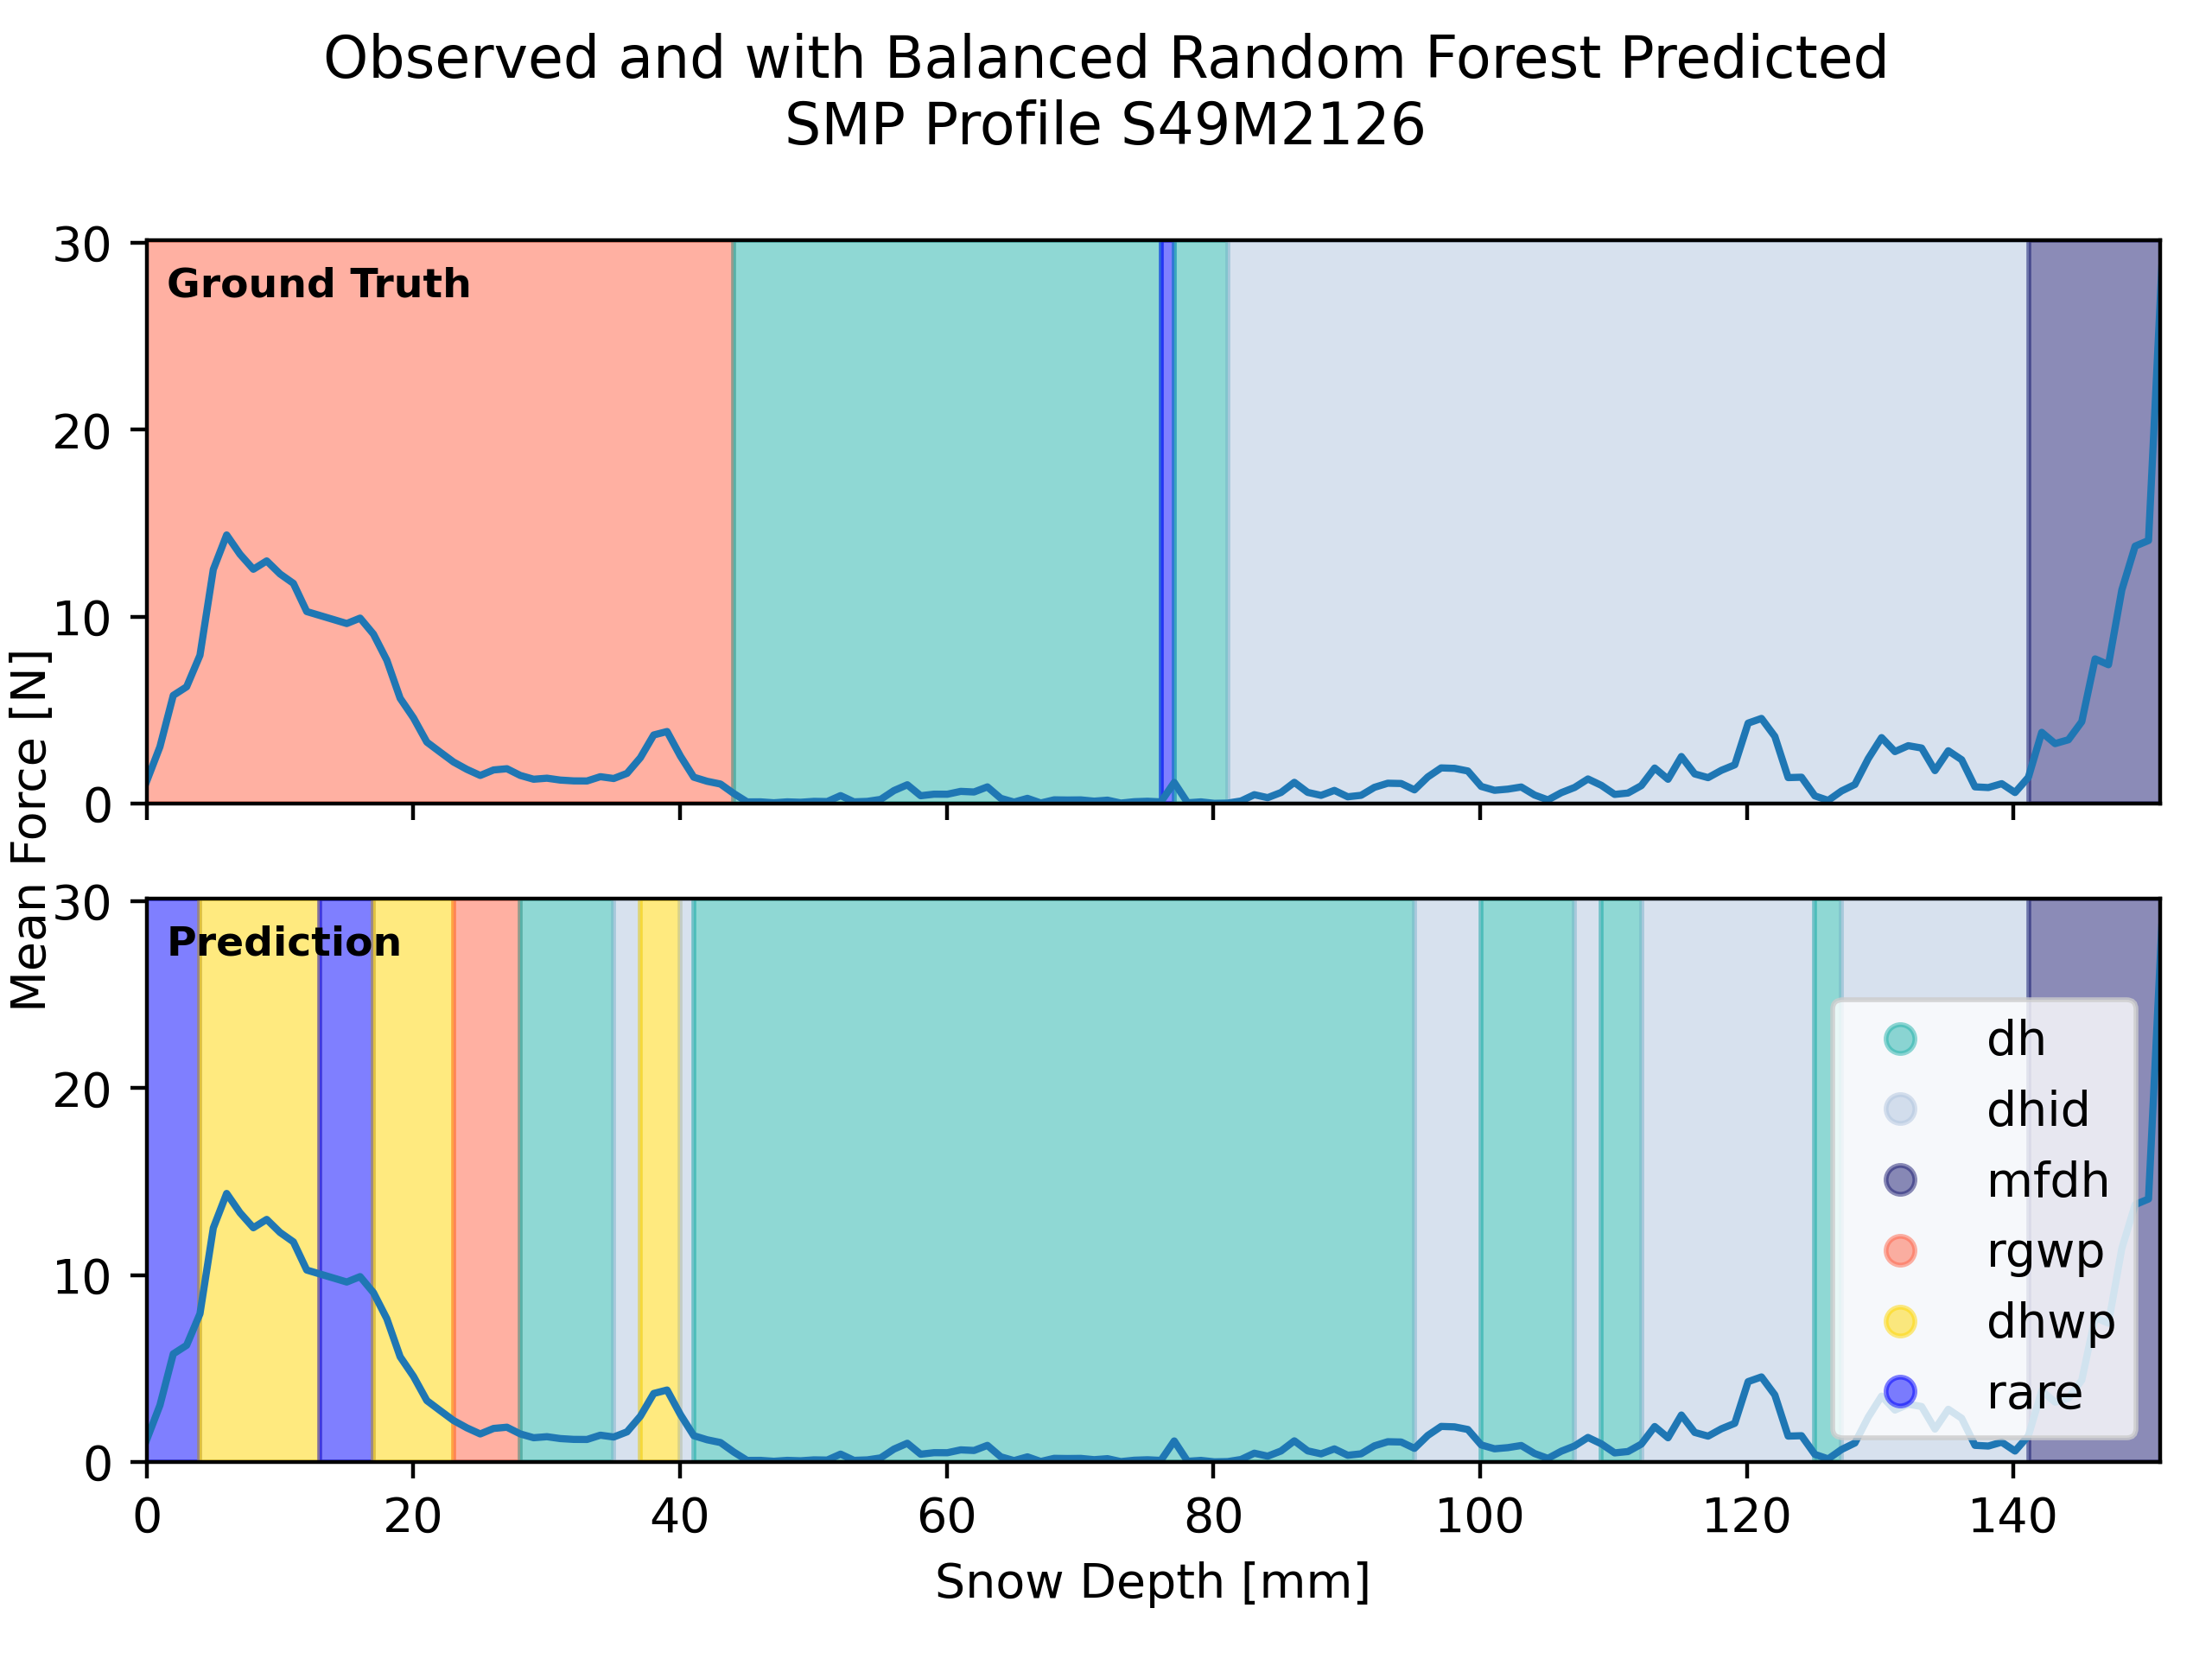 Observed and with Balanced Random Forest Predicted
SMP Profile S49M2126
Mean Force [N]
30
20
10
0
Ground Truth
30
20
10
0
Prediction
dh
dhid
mfdh
rgwp
dhwp
rare
0 20 40 60 80 100 120 140
Snow Depth [mm]